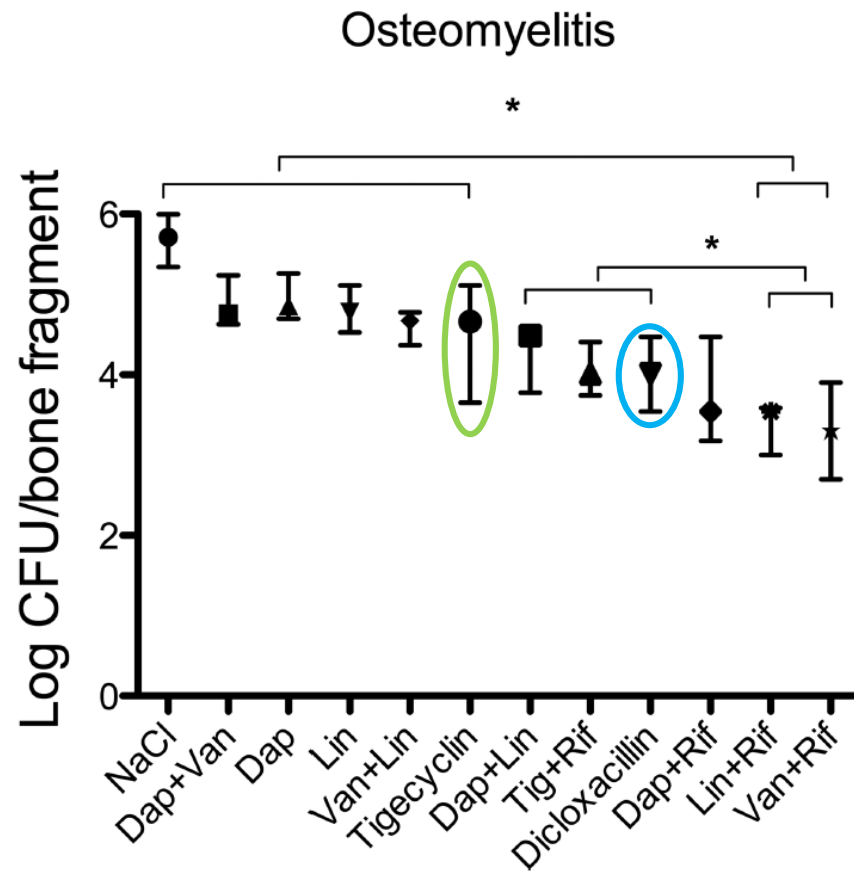 Osteomyelitis
*
*
Log CFU/bone fragment
6
4
2
0
NaCl
Dap+Van
Dap
Lin
Van+Lin
Tigecyclin
Dap+Lin
Tig+Rif
Dicloxacillin
Dap+Rif
Lin+Rif
Van+Rif